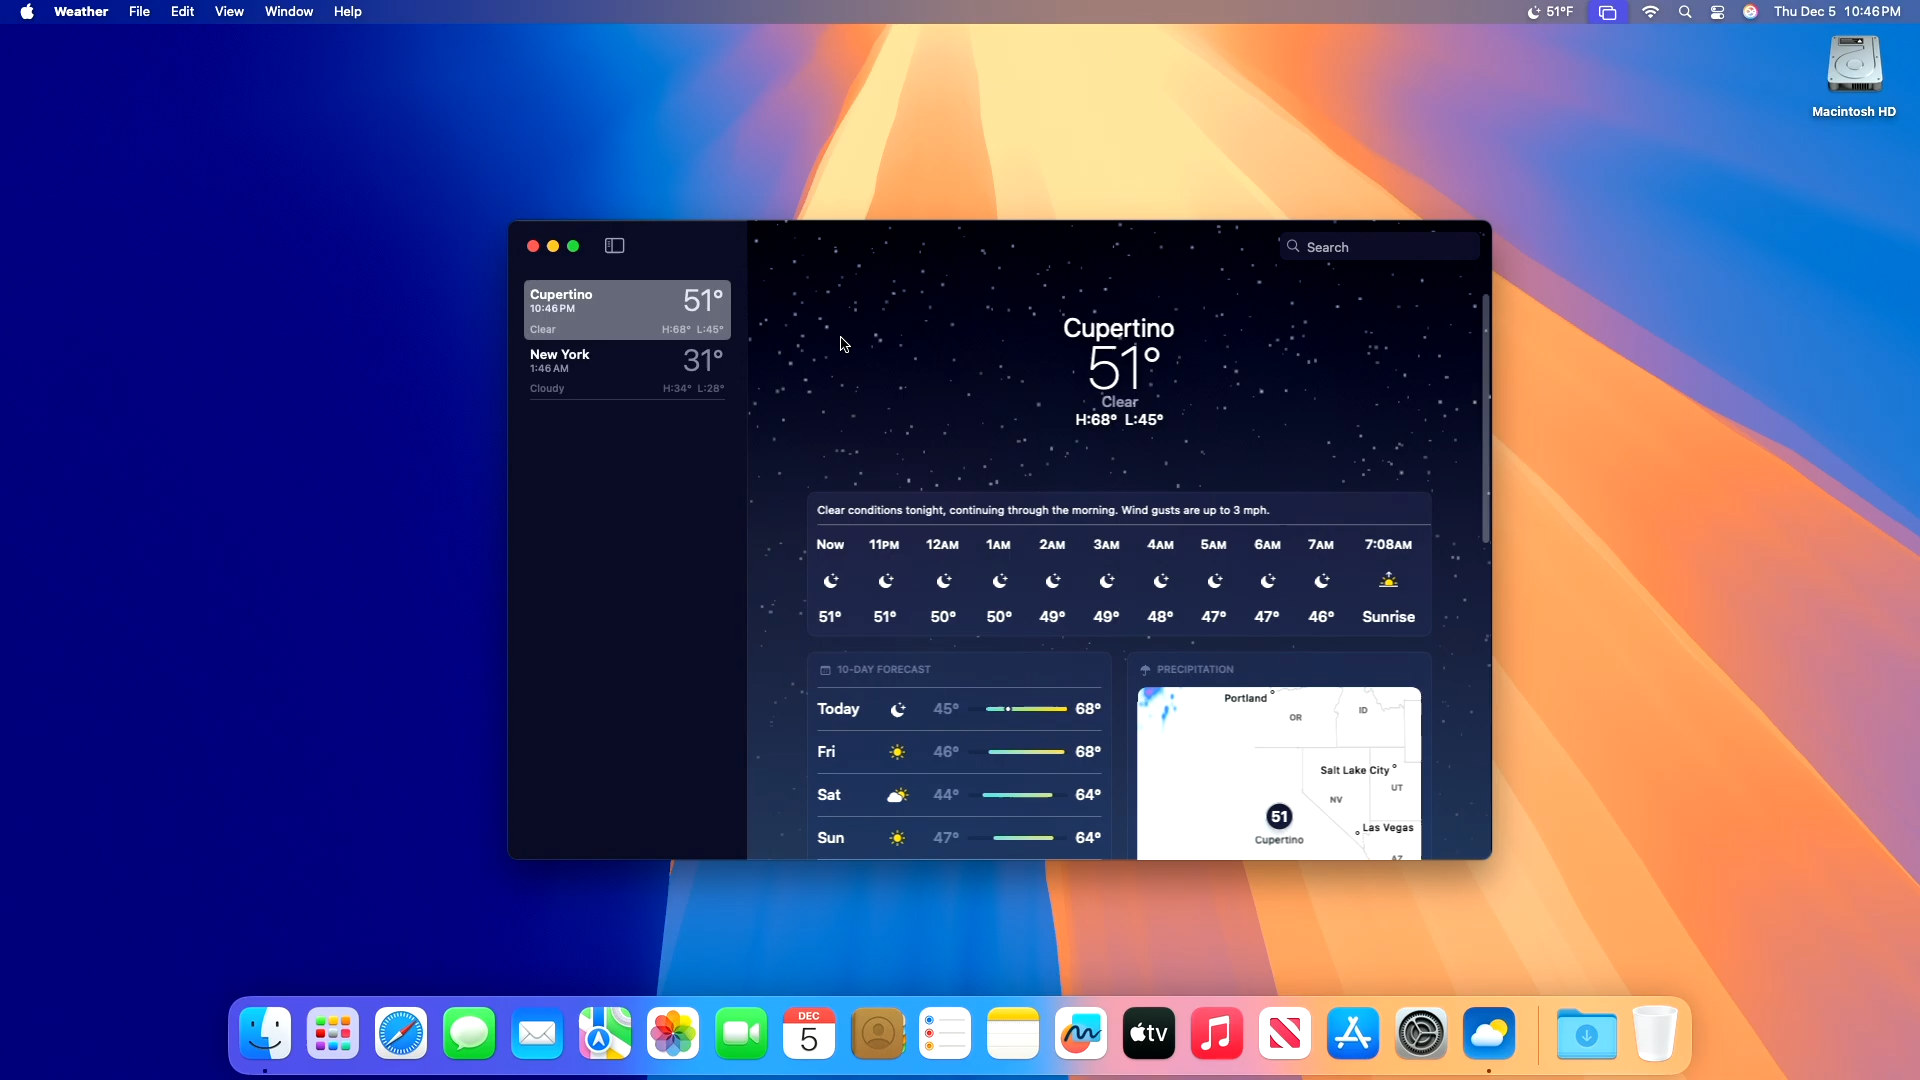 Weather File Edit View Window Help
51°F Thu Dec 5 10:46 PM
Macintosh HD
Search
Cupertino 51°
10:46 PM
Clear H:68° L:45°
New York 31°
1:46 AM
Cloudy H:34° L:28°
Cupertino
51°
Clear
H:68° L:45°
Clear conditions tonight, continuing through the morning. Wind gusts are up to 3 mph.
Now 11PM 12AM 1AM 2AM 3AM 4AM 5AM 6AM 7AM 7:08AM
51° 51° 50° 50° 49° 49° 48° 47° 47° 46° Sunrise
10-DAY FORECAST
Today 45° 68°
Fri 46° 68°
Sat 44° 64°
Sun 47° 64°
PRECIPITATION
Portland
OR ID
Salt Lake City
UT
NV
51
Las Vegas
Cupertino
AZ
DEC
5
tv